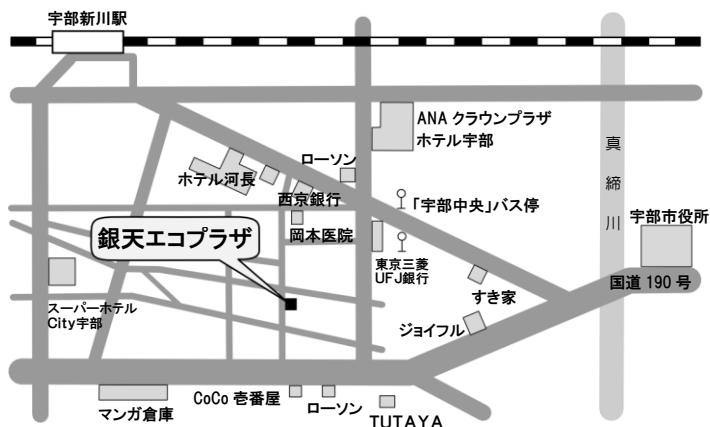 宇部新川駅
ANA クラウンプラザ
ホテル宇部
ローソン
真締川
ホテル河長
西京銀行
「宇部中央」バス停
宇部市役所
岡本医院
銀天エコプラザ
東京三菱
UFJ銀行
国道 190 号
すき家
スーパーホテル
City宇部
ジョイフル
CoCo 壱番屋
ローソン
マンガ倉庫
TUTAYA